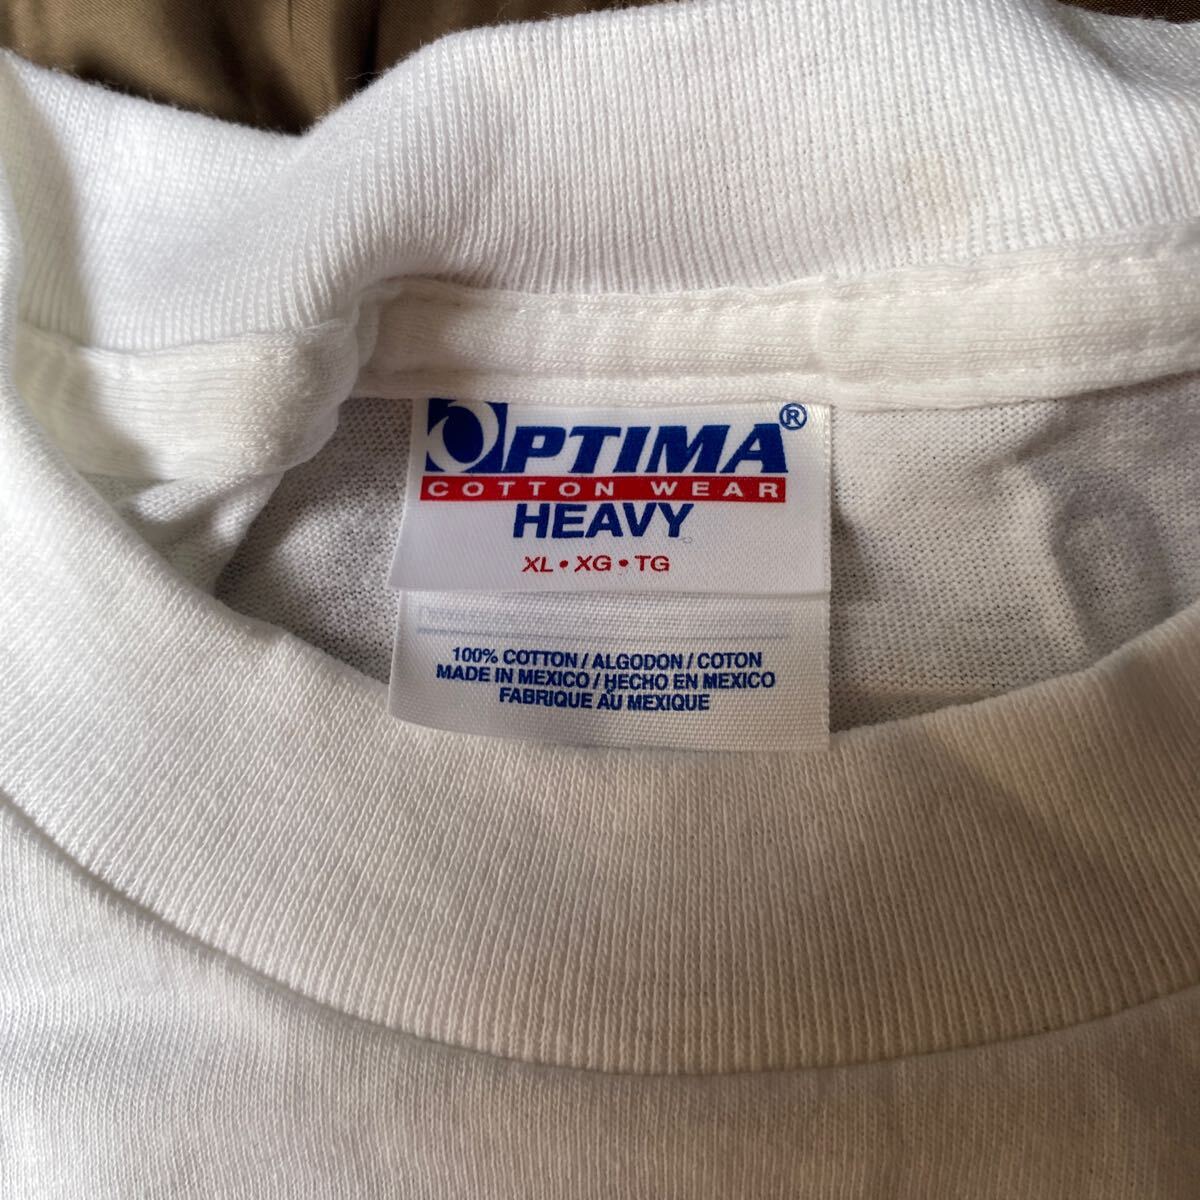 OPTIMA®
COTTON WEAR
HEAVY
XL • XG • TG
100% COTTON / ALGODON / COTON
MADE IN MEXICO / HECHO EN MEXICO
FABRIQUE AU MEXIQUE